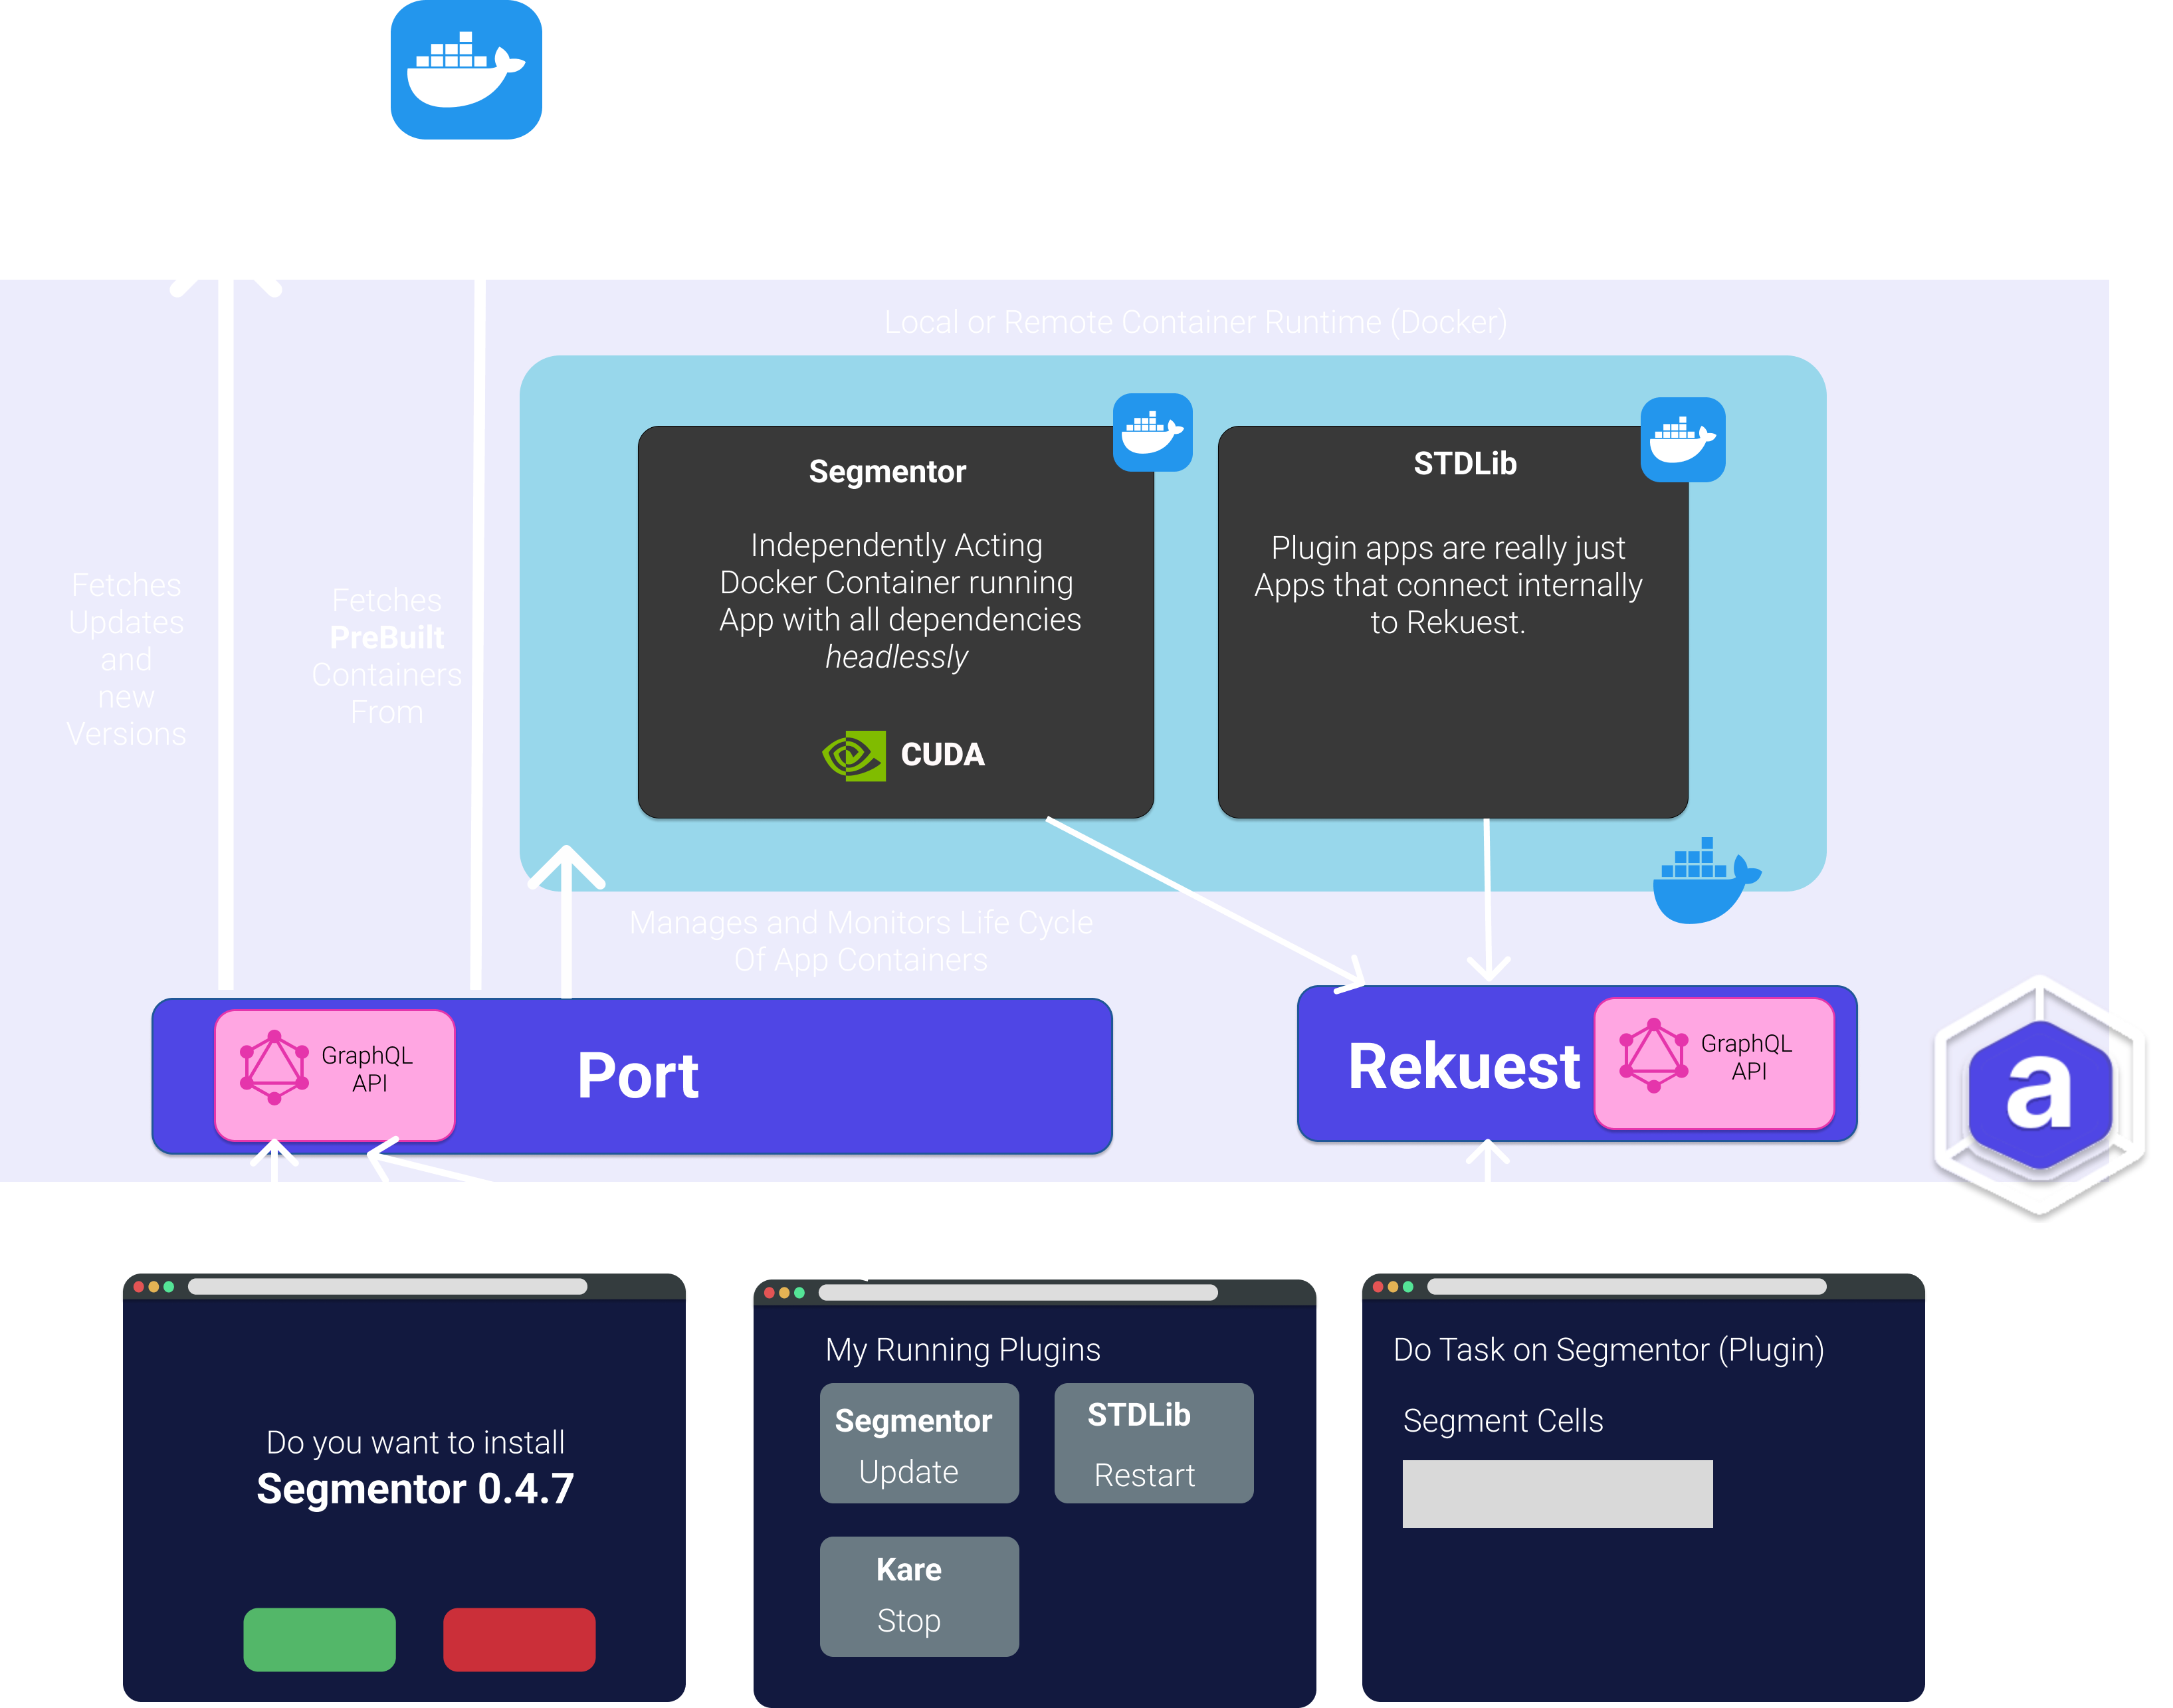 Local or Remote Container Runtime (Docker)
Segmentor
Independently Acting
Docker Container running
App with all dependencies
headlessly
CUDA
STDLib
Plugin apps are really just
Apps that connect internally
to Rekuest.
Fetches
Updates
and
new
Versions
Fetches
PreBuilt
Containers
From
Manages and Monitors Life Cycle
Of App Containers
GraphQL
API
Port
Rekuest
GraphQL
API
a
Do you want to install
Segmentor 0.4.7
My Running Plugins
Segmentor
Update
STDLib
Restart
Kare
Stop
Do Task on Segmentor (Plugin)
Segment Cells